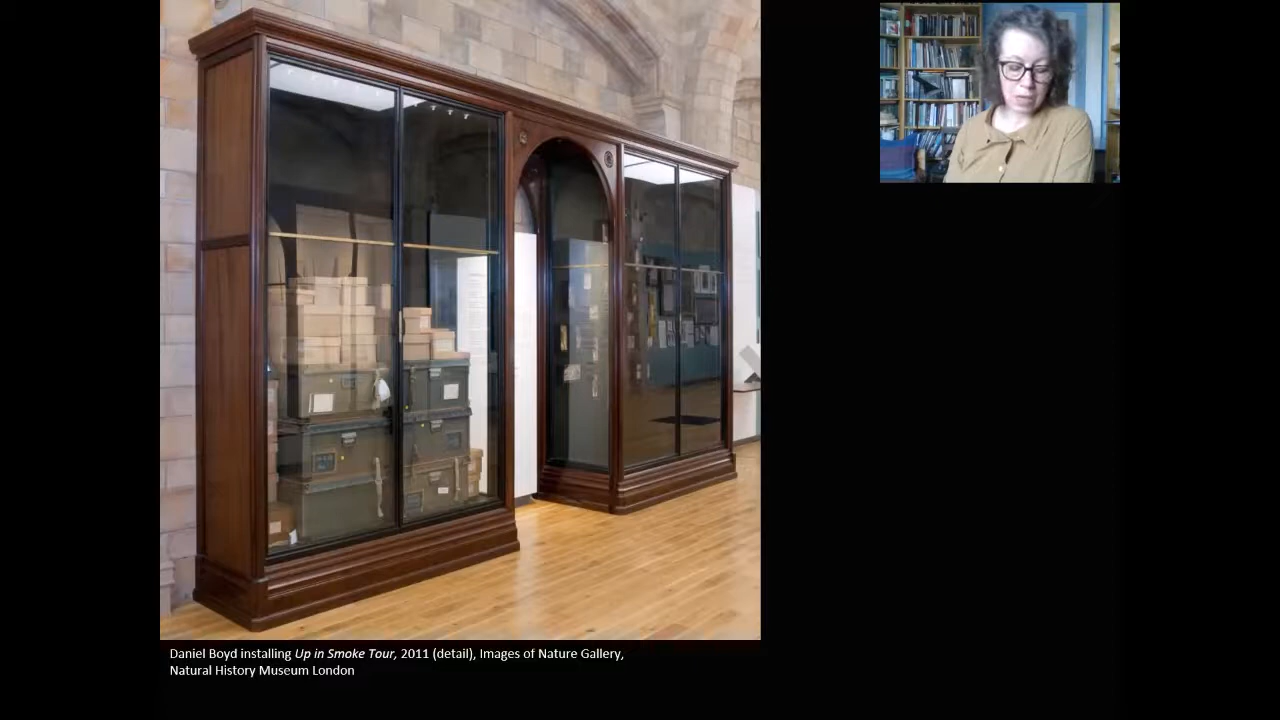 Daniel Boyd installing Up in Smoke Tour, 2011 (detail), Images of Nature Gallery,
Natural History Museum London